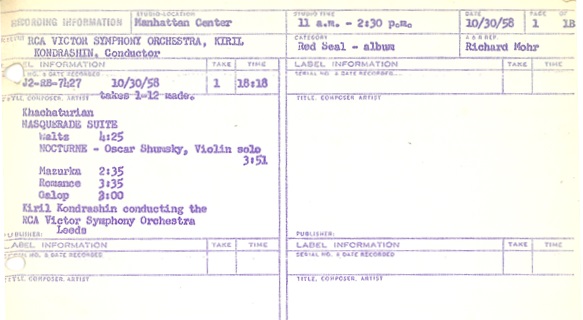 RECORDING INFORMATION
STUDIO-LOCATION
Manhattan Center
STUDIO TIME
11 a.m. - 2:30 p.m.
DATE
10/30/58
PAGE
1
OF
1B
RCA VICTOR SYMPHONY ORCHESTRA, KIRIL
KONDRASHIN, Conductor
CATEGORY
Red Seal - album
A & R REP.
Richard Mohr
LABEL INFORMATION TAKE TIME
NO. & DATE RECORDED
J2-RB-7427 10/30/58 1 18:18
takes 1-12 made.
TITLE, COMPOSER, ARTIST
Khachaturian
MASQUERADE SUITE
Waltz 4:25
NOCTURNE - Oscar Shumsky, Violin solo
3:51
Mazurka 2:35
Romance 3:35
Galop 3:00
Kiril Kondrashin conducting the
RCA Victor Symphony Orchestra
Leeds
PUBLISHER:
LABEL INFORMATION TAKE TIME
SERIAL NO. & DATE RECORDED
TITLE, COMPOSER, ARTIST
LABEL INFORMATION TAKE TIME
SERIAL NO. & DATE RECORDED
TITLE, COMPOSER, ARTIST
PUBLISHER:
LABEL INFORMATION TAKE TIME
SERIAL NO. & DATE RECORDED
TITLE, COMPOSER, ARTIST